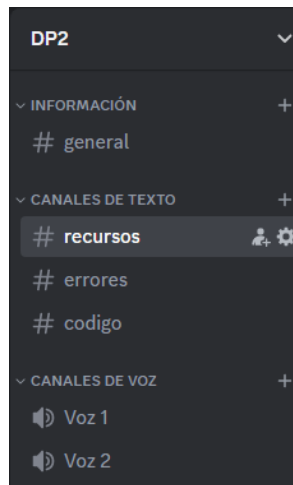 DP2
INFORMACIÓN
general
CANALES DE TEXTO
recursos
errores
codigo
CANALES DE VOZ
Voz 1
Voz 2